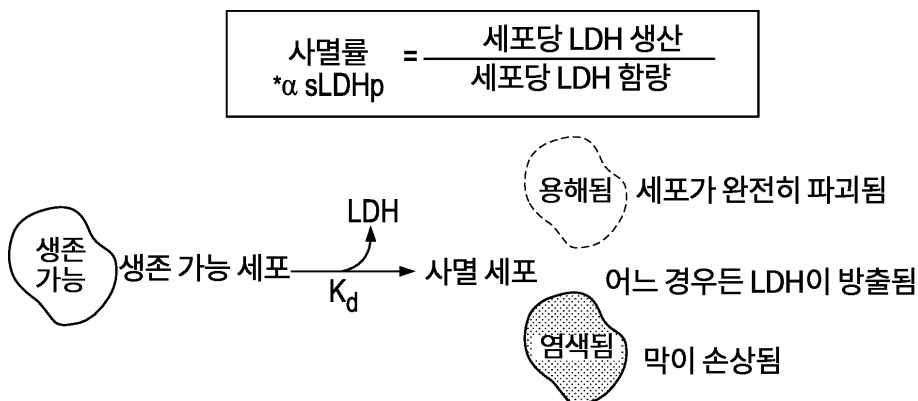 사멸률 = 세포당 LDH 생산
*α sLDHp 세포당 LDH 함량
용해됨 세포가 완전히 파괴됨
LDH
생존
가능
생존 가능 세포 사멸 세포
Kd
어느 경우든 LDH이 방출됨
염색됨 막이 손상됨